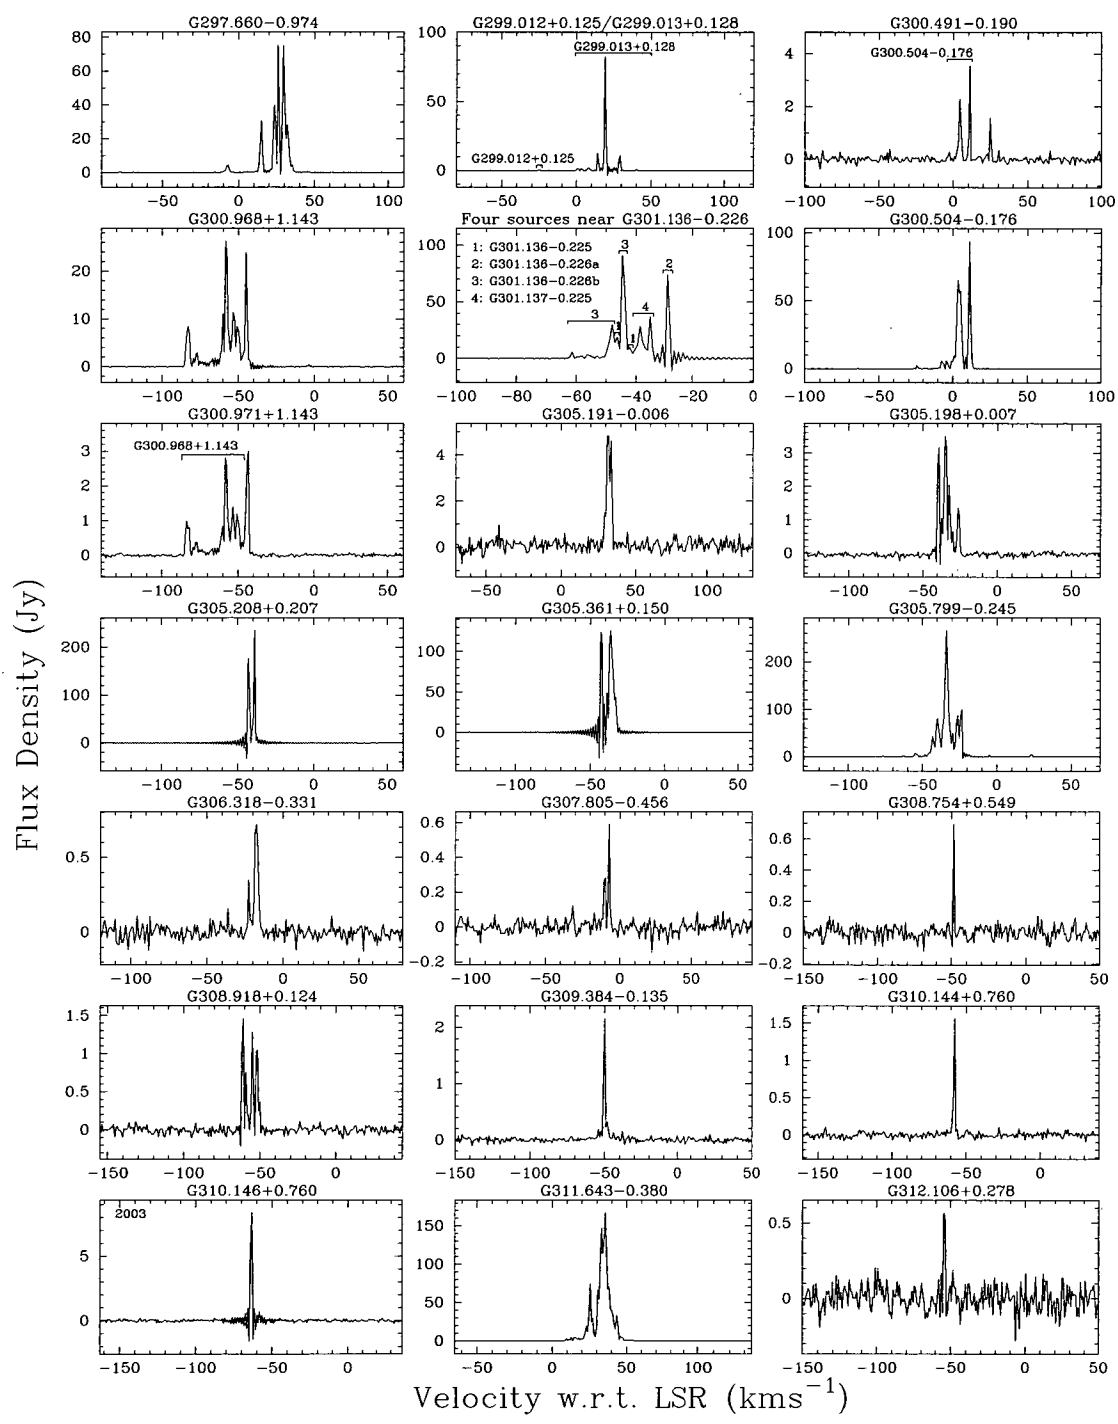 G297.660−0.974
G299.012+0.125/G299.013+0.128
G300.491−0.190
80
60
40
20
0
−50 0 50 100
100
50
0
G299.013+0.128
G299.012+0.125
−50 0 50 100
4
2
0
G300.504−0.176
−100 −50 0 50 100
G300.968+1.143
Four sources near G301.136−0.226
G300.504−0.176
20
10
0
−100 −50 0 50
100
50
0
1: G301.136−0.225
2: G301.136−0.226a
3: G301.136−0.226b
4: G301.137−0.225
3
2
4
3
1
1
−100 −80 −60 −40 −20 0
100
50
0
−100 −50 0 50 100
G300.971+1.143
G305.191−0.006
G305.198+0.007
3
2
1
0
G300.968+1.143
−100 −50 0 50
4
2
0
−50 0 50 100
3
2
1
0
−100 −50 0 50
G305.208+0.207
G305.361+0.150
G305.799−0.245
200
100
0
−100 −50 0 50
100
50
0
−100 −50 0 50
200
100
0
−100 −50 0 50
G306.318−0.331
G307.805−0.456
G308.754+0.549
0.5
0
−100 −50 0 50
0.6
0.4
0.2
0
−0.2
−100 −50 0 50
0.6
0.4
0.2
0
−0.2
−150 −100 −50 0 50
G308.918+0.124
G309.384−0.135
G310.144+0.760
1.5
1
0.5
0
−150 −100 −50 0
2
1
0
−150 −100 −50 0 50
1.5
1
0.5
0
−150 −100 −50 0
G310.146+0.760
G311.643−0.380
G312.106+0.278
2003
5
0
−150 −100 −50 0
150
100
50
0
−50 0 50 100
0.5
0
−150 −100 −50 0 50
Flux Density (Jy)
Velocity w.r.t. LSR (kms−1)